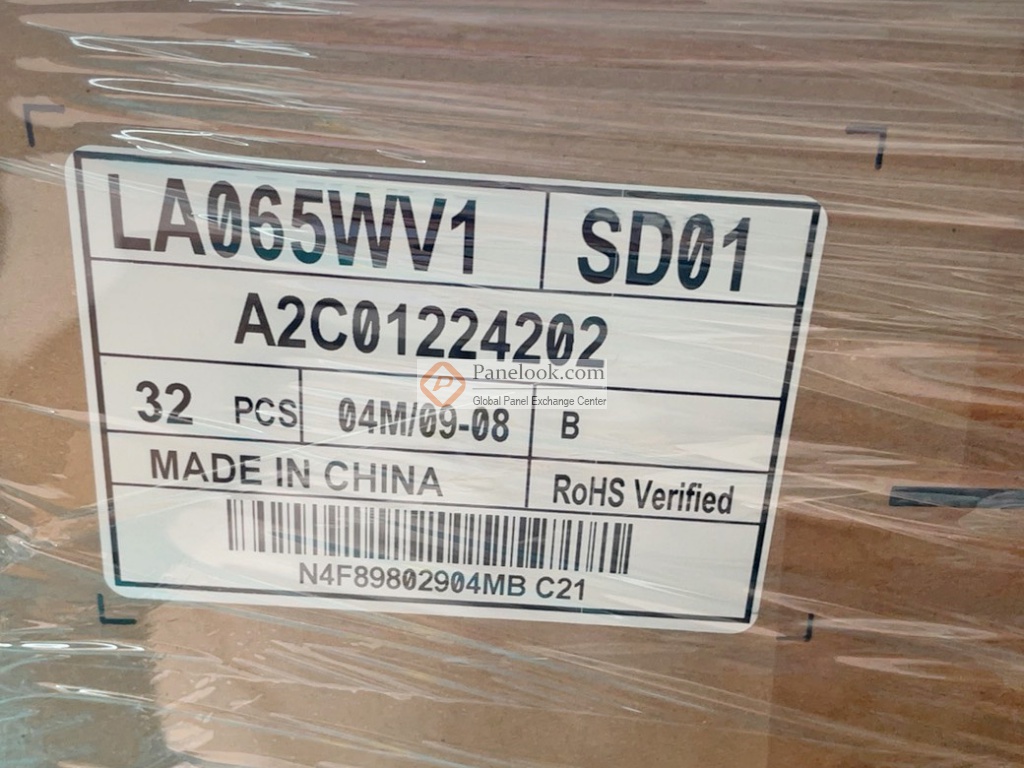 LA065WV1 SD01
A2C01224202
Panelook.com
Global Panel Exchange Center
32 PCS 04M/09-08 B
MADE IN CHINA RoHS Verified
N4F89802904MB C21